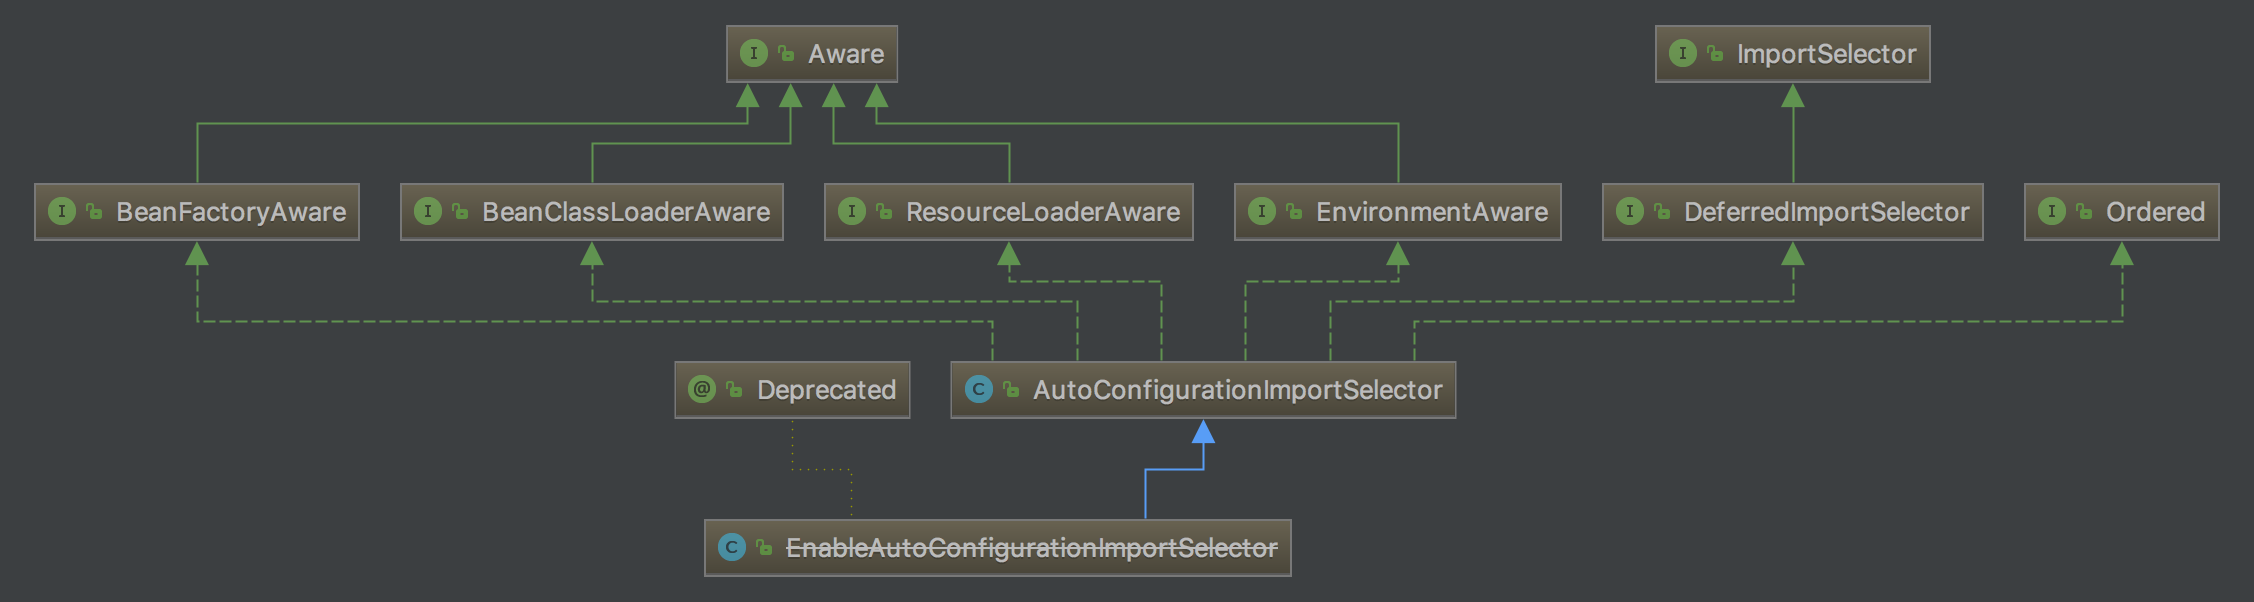 I Aware
I ImportSelector
I BeanFactoryAware
I BeanClassLoaderAware
I ResourceLoaderAware
I EnvironmentAware
I DeferredImportSelector
I Ordered
@ Deprecated
C AutoConfigurationImportSelector
C EnableAutoConfigurationImportSelector